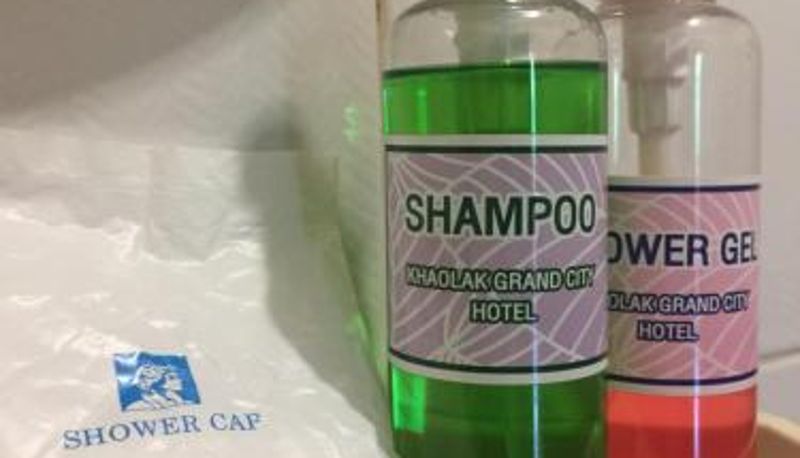 SHAMPOO
KHAOLAK GRAND CITY
HOTEL
OWER GEL
OLAK GRAND CITY
HOTEL
SHOWER CAP